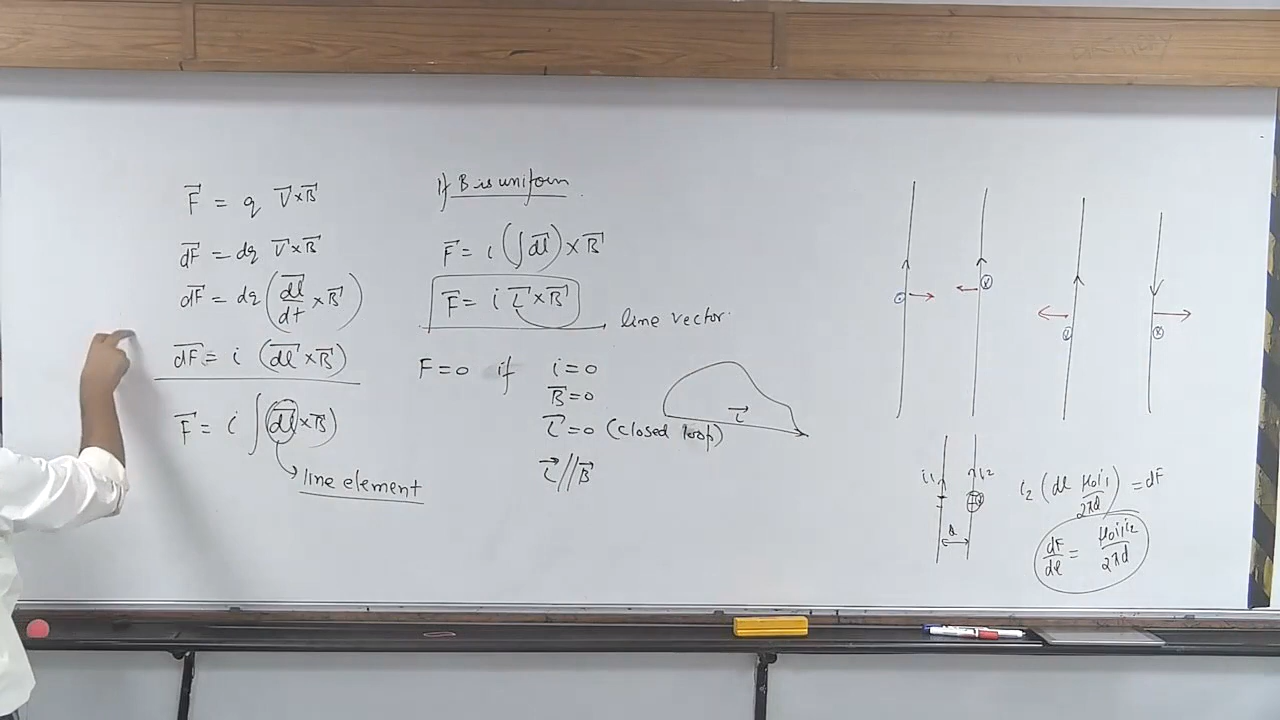 F⃗ = q V⃗×B⃗
dF⃗ = dq V⃗×B⃗
dF⃗ = dq (dl⃗/dt × B⃗)
dF⃗ = i (dl⃗ × B⃗)
F⃗ = i ∫ dl⃗ × B⃗)
line element
If B is uniform
F⃗ = i (∫ dl⃗) × B⃗
F⃗ = i L⃗ × B⃗
line vector.
F = 0 if i = 0
B⃗ = 0
L⃗ = 0 (closed loop)
L⃗ // B⃗
L⃗
i1 i2
i2 (dl μ0i1/2πd) = dF
dF/dl = μ0i1i2/2πd